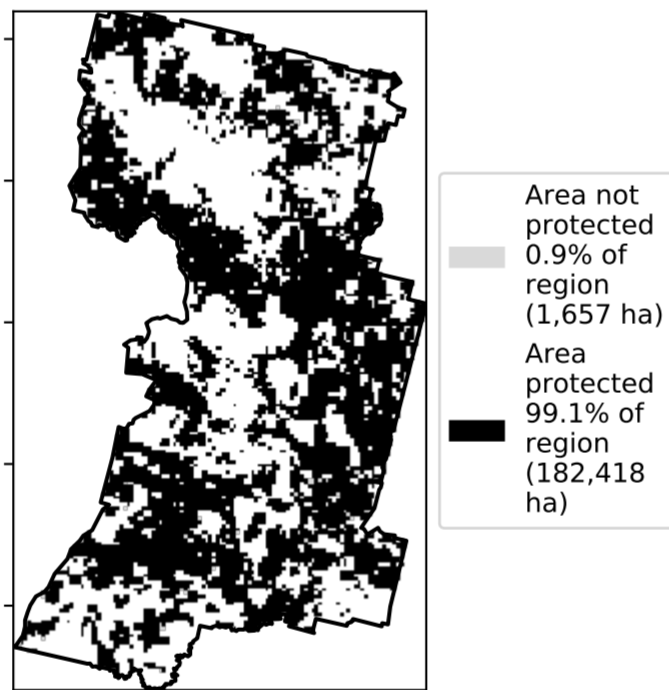 Area not
protected
0.9% of
region
(1,657 ha)
Area
protected
99.1% of
region
(182,418
ha)